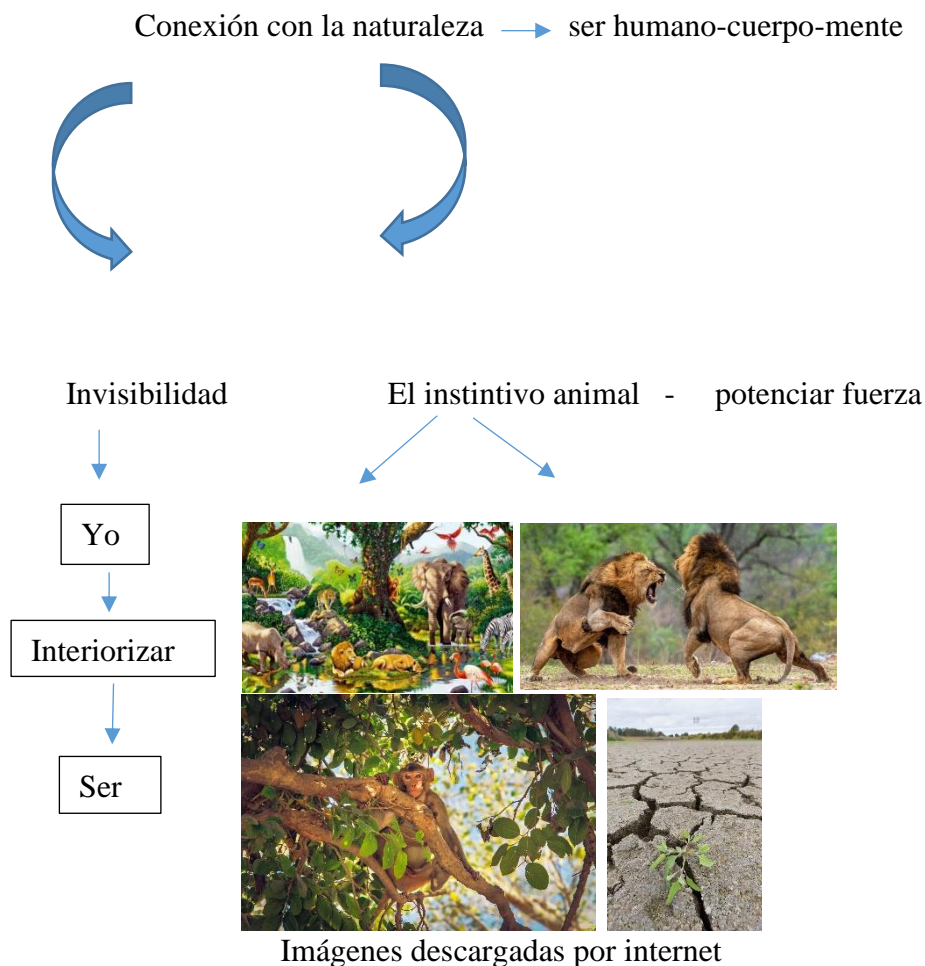 Conexión con la naturaleza ser humano-cuerpo-mente
Invisibilidad El instintivo animal - potenciar fuerza
Yo
Interiorizar
Ser
Imágenes descargadas por internet